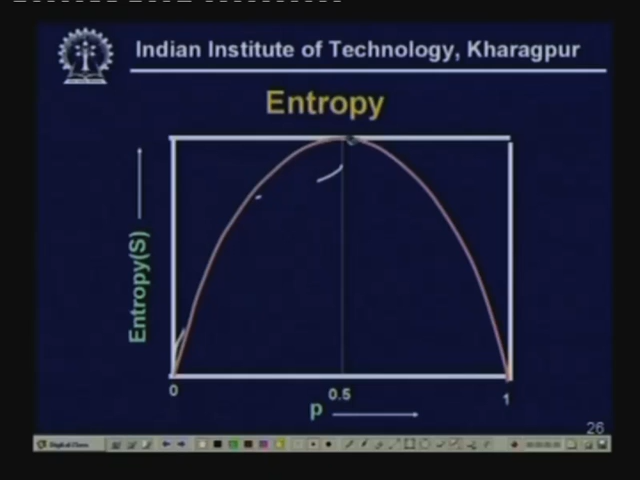 Indian Institute of Technology, Kharagpur
Entropy
Entropy(S)
0
0.5
1
p
26